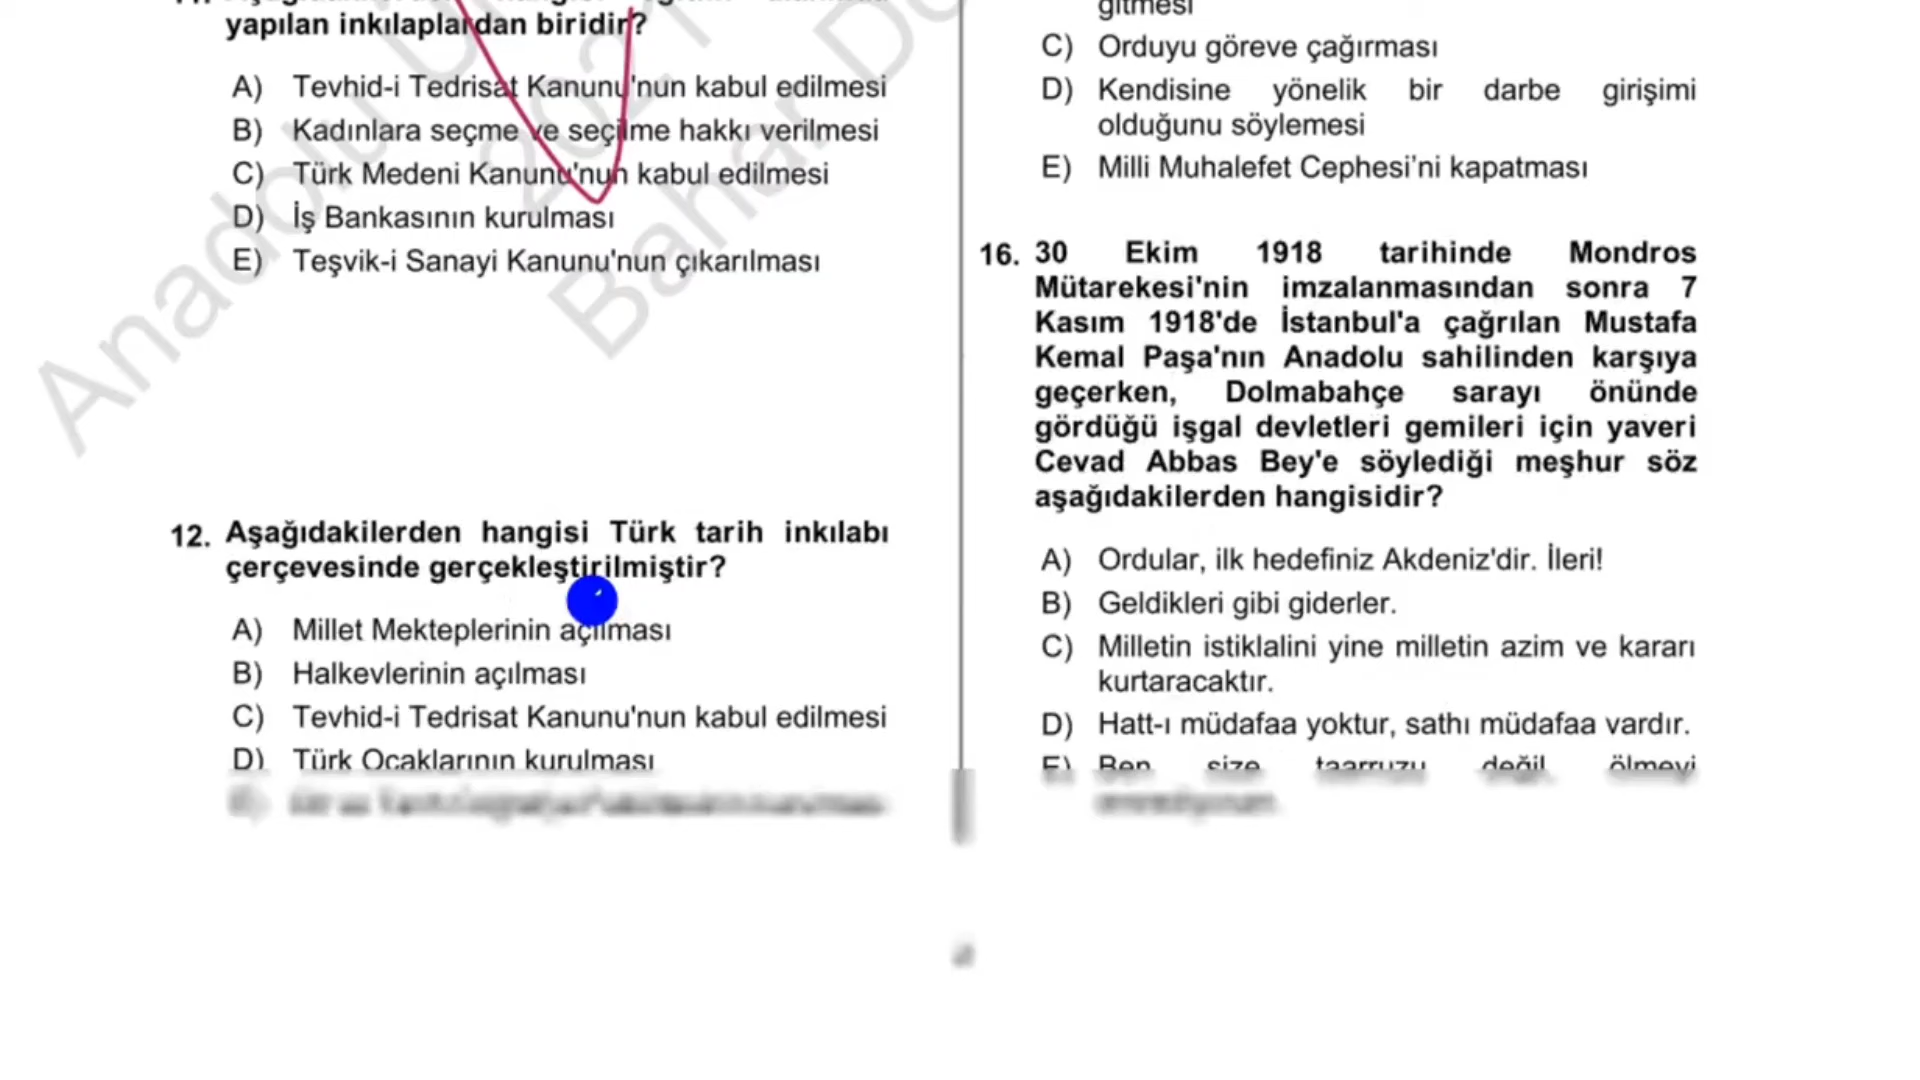 yapılan inkılaplardan biridir?
A) Tevhid-i Tedrisat Kanunu'nun kabul edilmesi
B) Kadınlara seçme ve seçilme hakkı verilmesi
C) Türk Medeni Kanunu'nun kabul edilmesi
D) İş Bankasının kurulması
E) Teşvik-i Sanayi Kanunu'nun çıkarılması
12. Aşağıdakilerden hangisi Türk tarih inkılabı
çerçevesinde gerçekleştirilmiştir?
A) Millet Mekteplerinin açılması
B) Halkevlerinin açılması
C) Tevhid-i Tedrisat Kanunu'nun kabul edilmesi
D) Türk Ocaklarının kurulması
gitmesi
C) Orduyu göreve çağırması
D) Kendisine yönelik bir darbe girişimi
olduğunu söylemesi
E) Milli Muhalefet Cephesi’ni kapatması
16. 30 Ekim 1918 tarihinde Mondros
Mütarekesi'nin imzalanmasından sonra 7
Kasım 1918'de İstanbul'a çağrılan Mustafa
Kemal Paşa'nın Anadolu sahilinden karşıya
geçerken, Dolmabahçe sarayı önünde
gördüğü işgal devletleri gemileri için yaveri
Cevad Abbas Bey'e söylediği meşhur söz
aşağıdakilerden hangisidir?
A) Ordular, ilk hedefiniz Akdeniz'dir. İleri!
B) Geldikleri gibi giderler.
C) Milletin istiklalini yine milletin azim ve kararı
kurtaracaktır.
D) Hatt-ı müdafaa yoktur, sathı müdafaa vardır.
E) Ben size taarruzu değil, ölmeyi
Anadolu
2021
Bahar